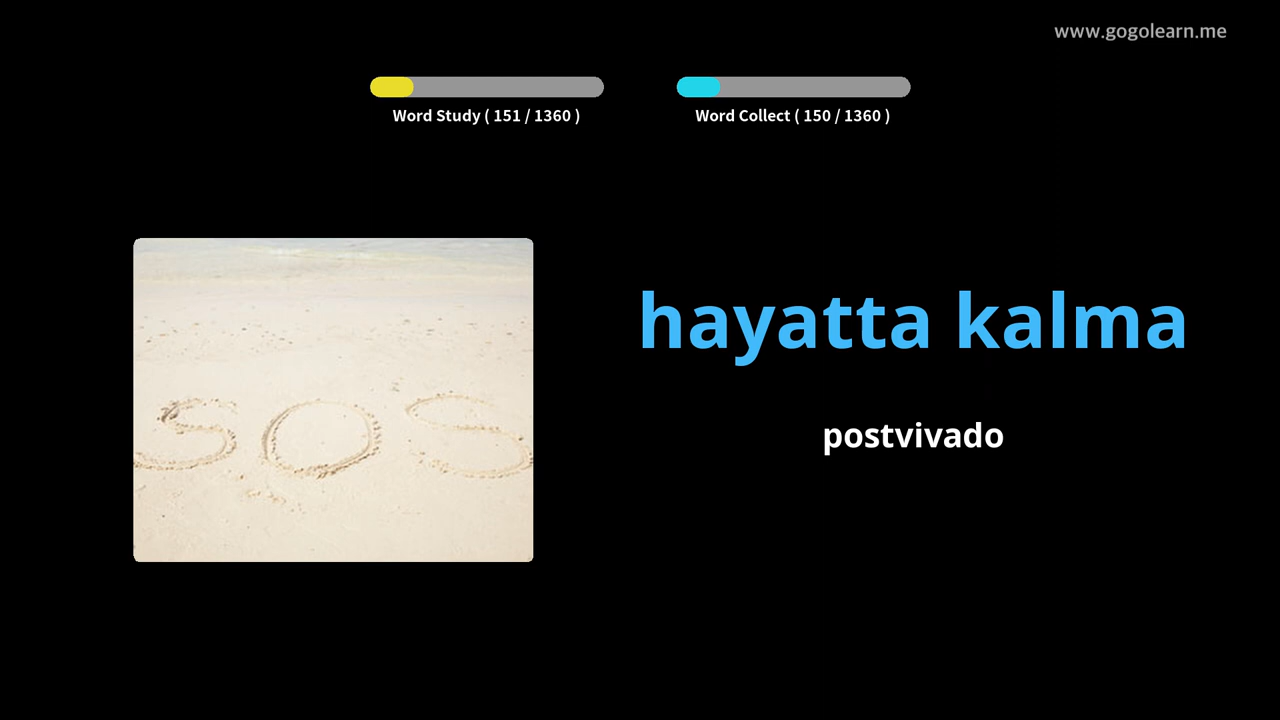 www.gogolearn.me
Word Study ( 151 / 1360 )
Word Collect ( 150 / 1360 )
SOS
hayatta kalma
postvivado